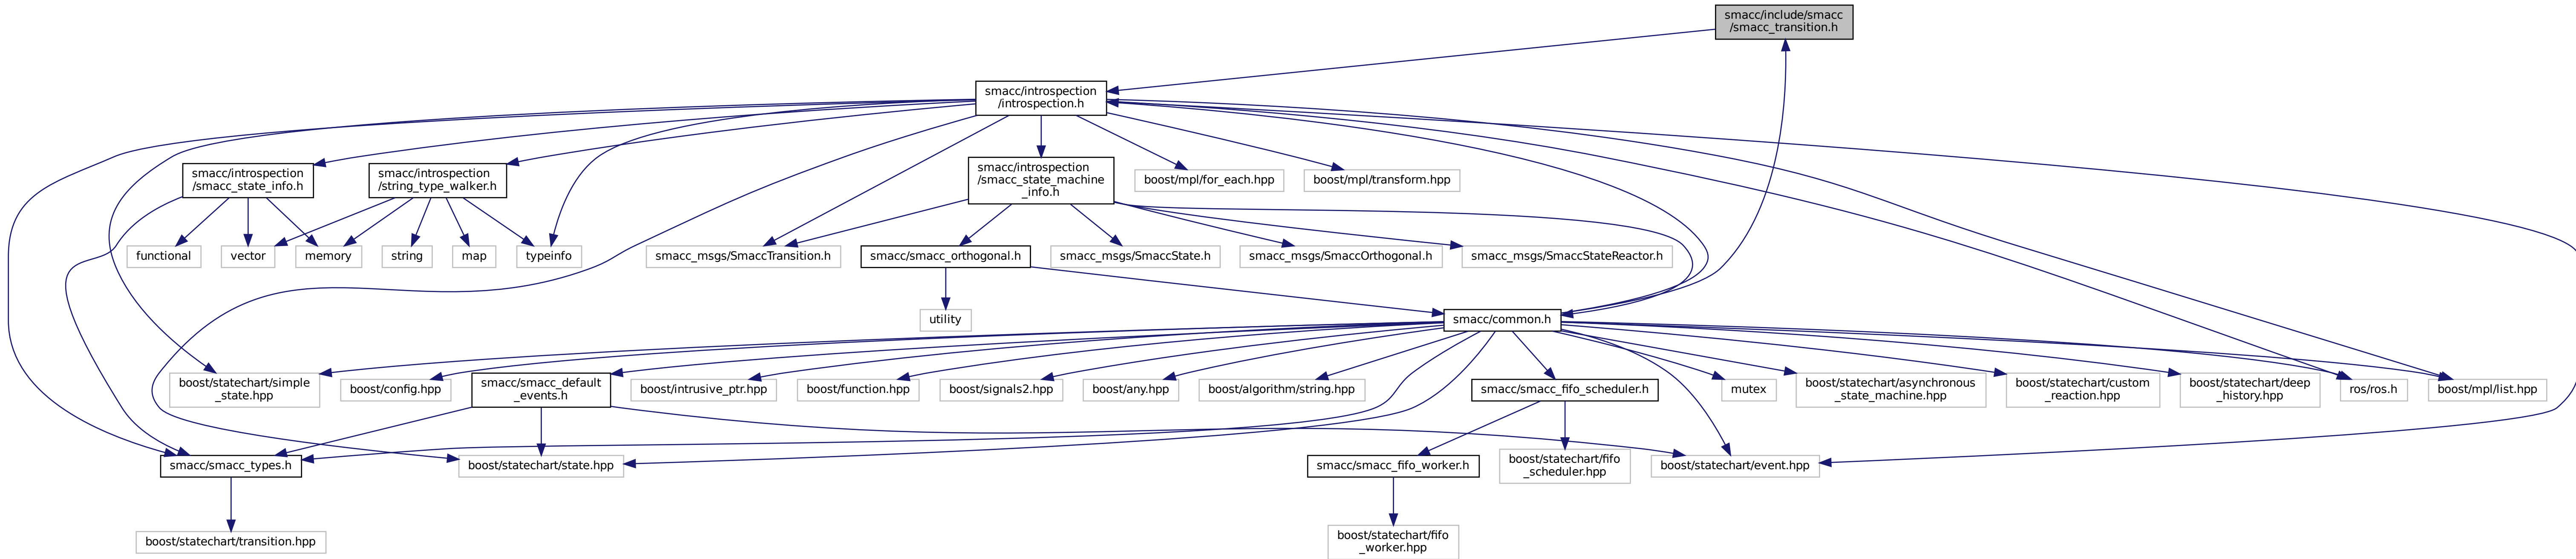 smacc/include/smacc
/smacc_transition.h
smacc/introspection
/introspection.h
smacc/introspection
/smacc_state_info.h
smacc/introspection
/string_type_walker.h
smacc/introspection
/smacc_state_machine
_info.h
boost/mpl/for_each.hpp
boost/mpl/transform.hpp
functional
vector
memory
string
map
typeinfo
smacc_msgs/SmaccTransition.h
smacc/smacc_orthogonal.h
smacc_msgs/SmaccState.h
smacc_msgs/SmaccOrthogonal.h
smacc_msgs/SmaccStateReactor.h
utility
smacc/common.h
boost/statechart/simple
_state.hpp
boost/config.hpp
smacc/smacc_default
_events.h
boost/intrusive_ptr.hpp
boost/function.hpp
boost/signals2.hpp
boost/any.hpp
boost/algorithm/string.hpp
smacc/smacc_fifo_scheduler.h
mutex
boost/statechart/asynchronous
_state_machine.hpp
boost/statechart/custom
_reaction.hpp
boost/statechart/deep
_history.hpp
ros/ros.h
boost/mpl/list.hpp
smacc/smacc_types.h
boost/statechart/state.hpp
smacc/smacc_fifo_worker.h
boost/statechart/fifo
_scheduler.hpp
boost/statechart/event.hpp
boost/statechart/transition.hpp
boost/statechart/fifo
_worker.hpp